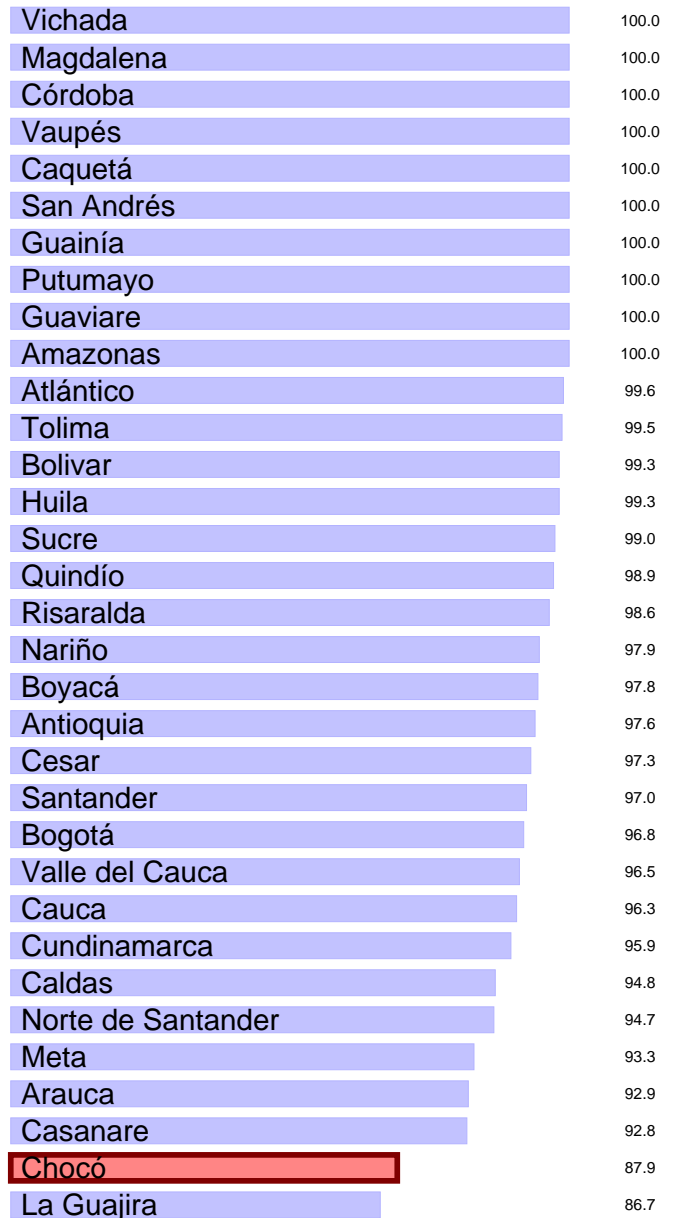 Vichada 100.0
Magdalena 100.0
Córdoba 100.0
Vaupés 100.0
Caquetá 100.0
San Andrés 100.0
Guainía 100.0
Putumayo 100.0
Guaviare 100.0
Amazonas 100.0
Atlántico 99.6
Tolima 99.5
Bolivar 99.3
Huila 99.3
Sucre 99.0
Quindío 98.9
Risaralda 98.6
Nariño 97.9
Boyacá 97.8
Antioquia 97.6
Cesar 97.3
Santander 97.0
Bogotá 96.8
Valle del Cauca 96.5
Cauca 96.3
Cundinamarca 95.9
Caldas 94.8
Norte de Santander 94.7
Meta 93.3
Arauca 92.9
Casanare 92.8
Chocó 87.9
La Guajira 86.7